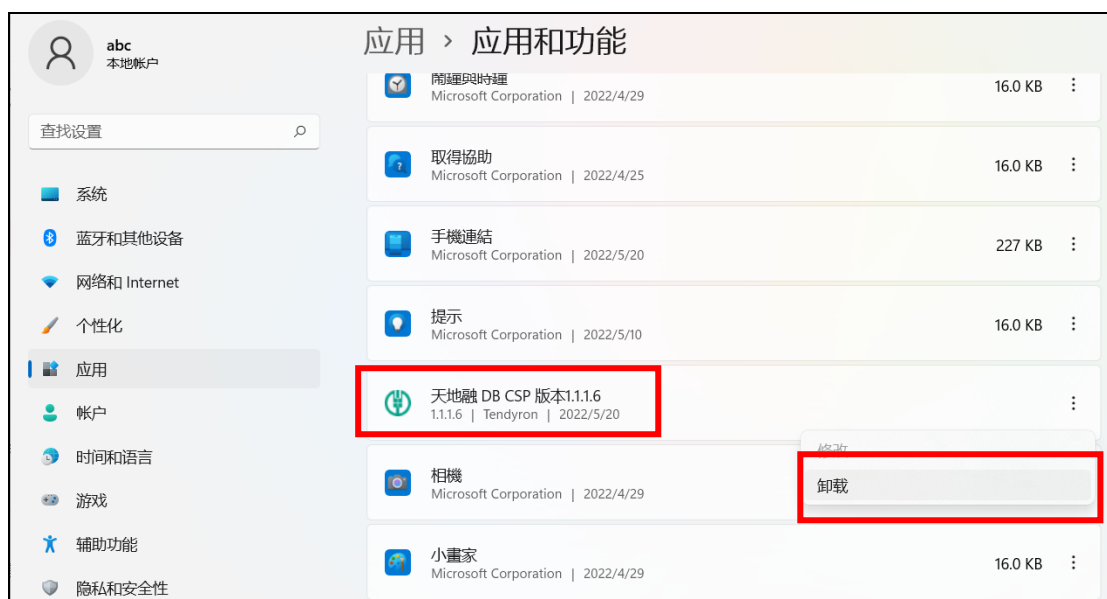 abc
本地帐户
查找设置
系统
蓝牙和其他设备
网络和 Internet
个性化
应用
帐户
时间和语言
游戏
辅助功能
隐私和安全性
应用 › 应用和功能
鬧鐘與時鐘
Microsoft Corporation | 2022/4/29
16.0 KB
取得協助
Microsoft Corporation | 2022/4/25
16.0 KB
手機連結
Microsoft Corporation | 2022/5/20
227 KB
提示
Microsoft Corporation | 2022/5/10
16.0 KB
天地融 DB CSP 版本1.1.1.6
1.1.1.6 | Tendyron | 2022/5/20
修改
卸载
相機
Microsoft Corporation | 2022/4/29
小畫家
Microsoft Corporation | 2022/4/29
16.0 KB